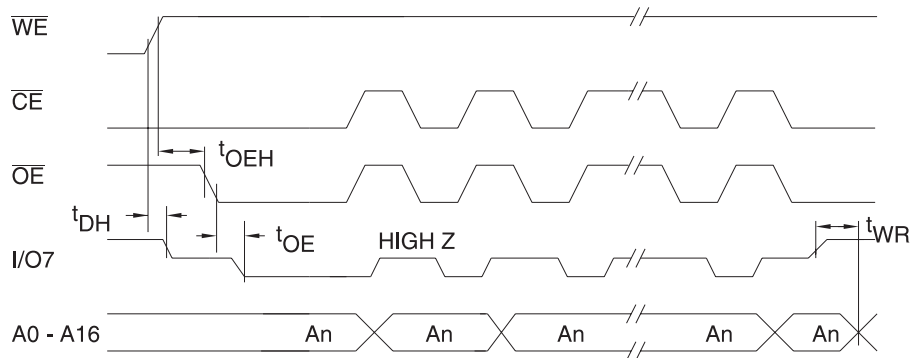 WE
CE
tOEH
OE
tDH
tOE
HIGH Z
tWR
I/O7
A0 - A16 An An An An An